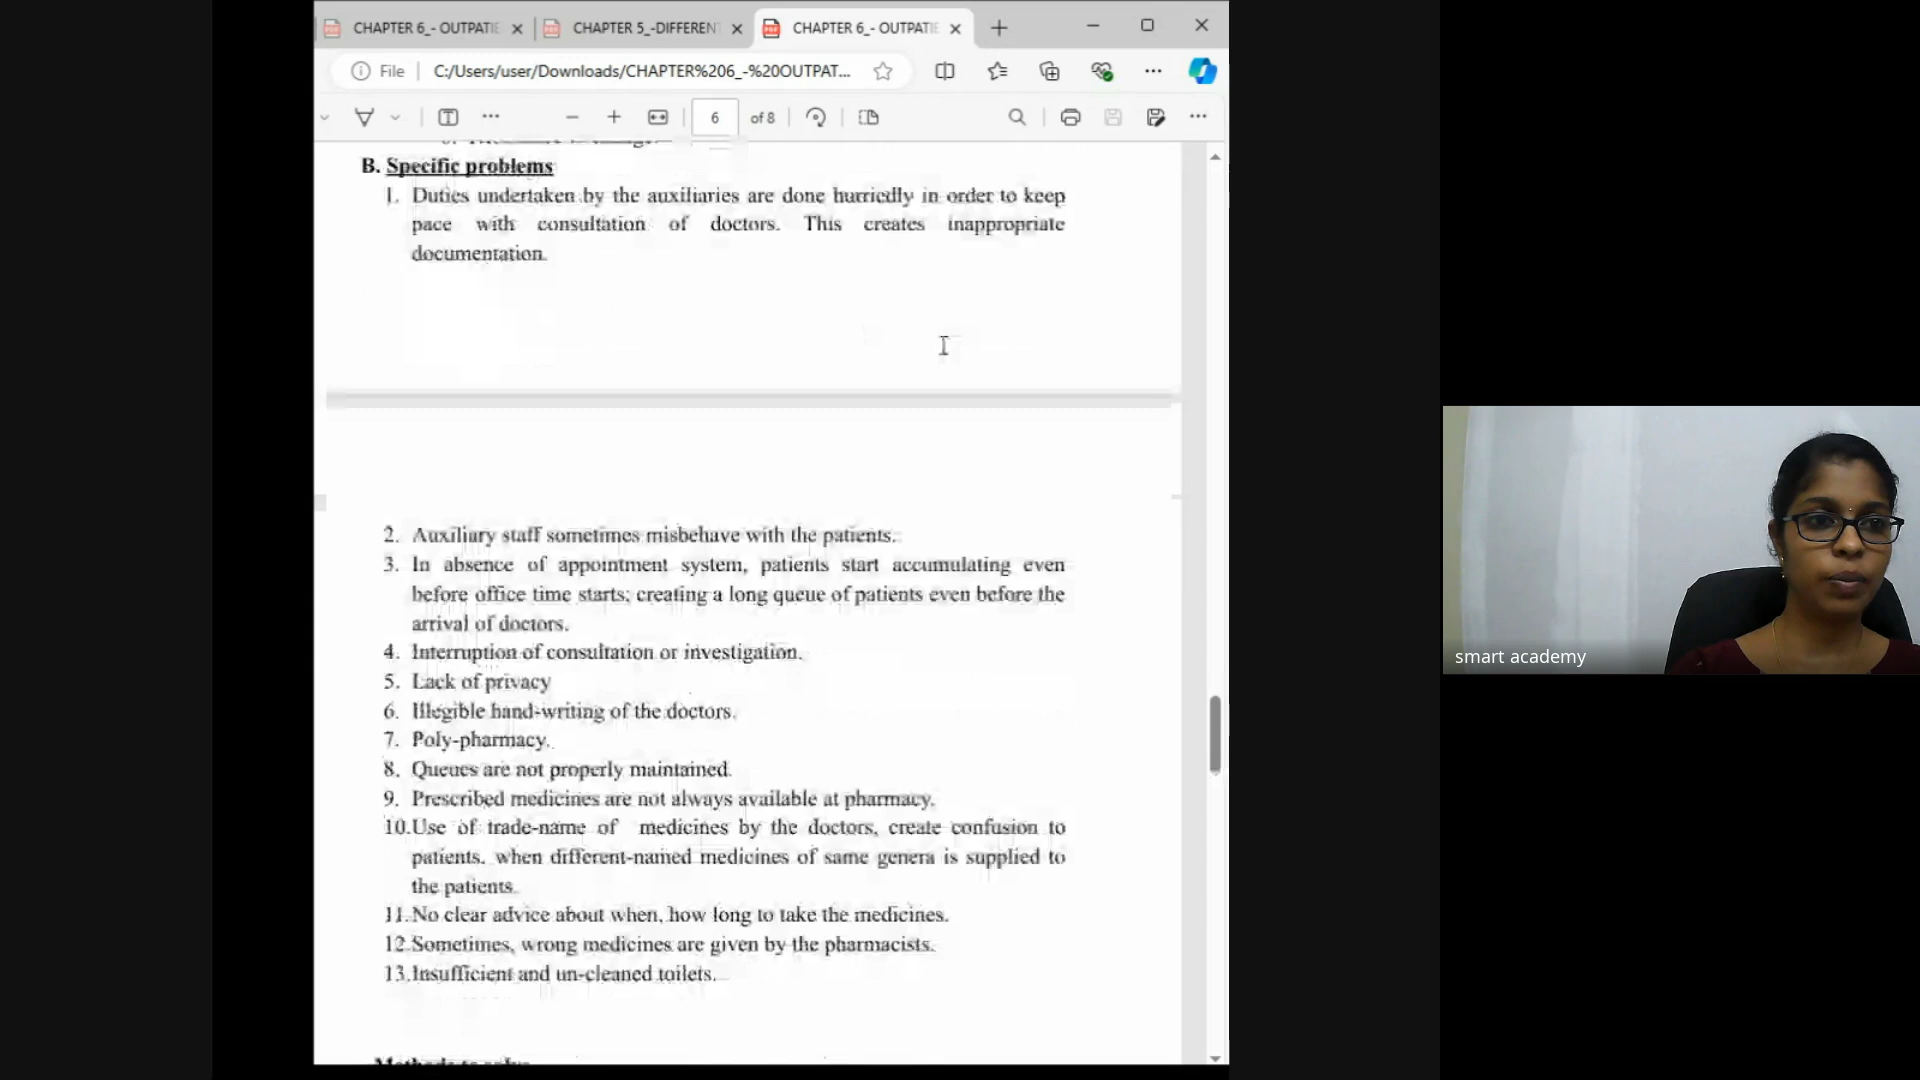 CHAPTER 6_- OUTPATIE
CHAPTER 5_-DIFFEREN
CHAPTER 6_- OUTPATIE
File
C:/Users/user/Downloads/CHAPTER%206_-%20OUTPAT...
6
of 8
B. Specific problems
1. Duties undertaken by the auxiliaries are done hurriedly in order to keep
pace with consultation of doctors. This creates inappropriate
documentation.
2. Auxiliary staff sometimes misbehave with the patients.
3. In absence of appointment system, patients start accumulating even
before office time starts; creating a long queue of patients even before the
arrival of doctors.
4. Interruption of consultation or investigation.
5. Lack of privacy
6. Illegible hand-writing of the doctors.
7. Poly-pharmacy.
8. Queues are not properly maintained.
9. Prescribed medicines are not always available at pharmacy.
10.Use of trade-name of medicines by the doctors, create confusion to
patients. when different-named medicines of same genera is supplied to
the patients.
11.No clear advice about when, how long to take the medicines.
12.Sometimes, wrong medicines are given by the pharmacists.
13.Insufficient and un-cleaned toilets.
smart academy